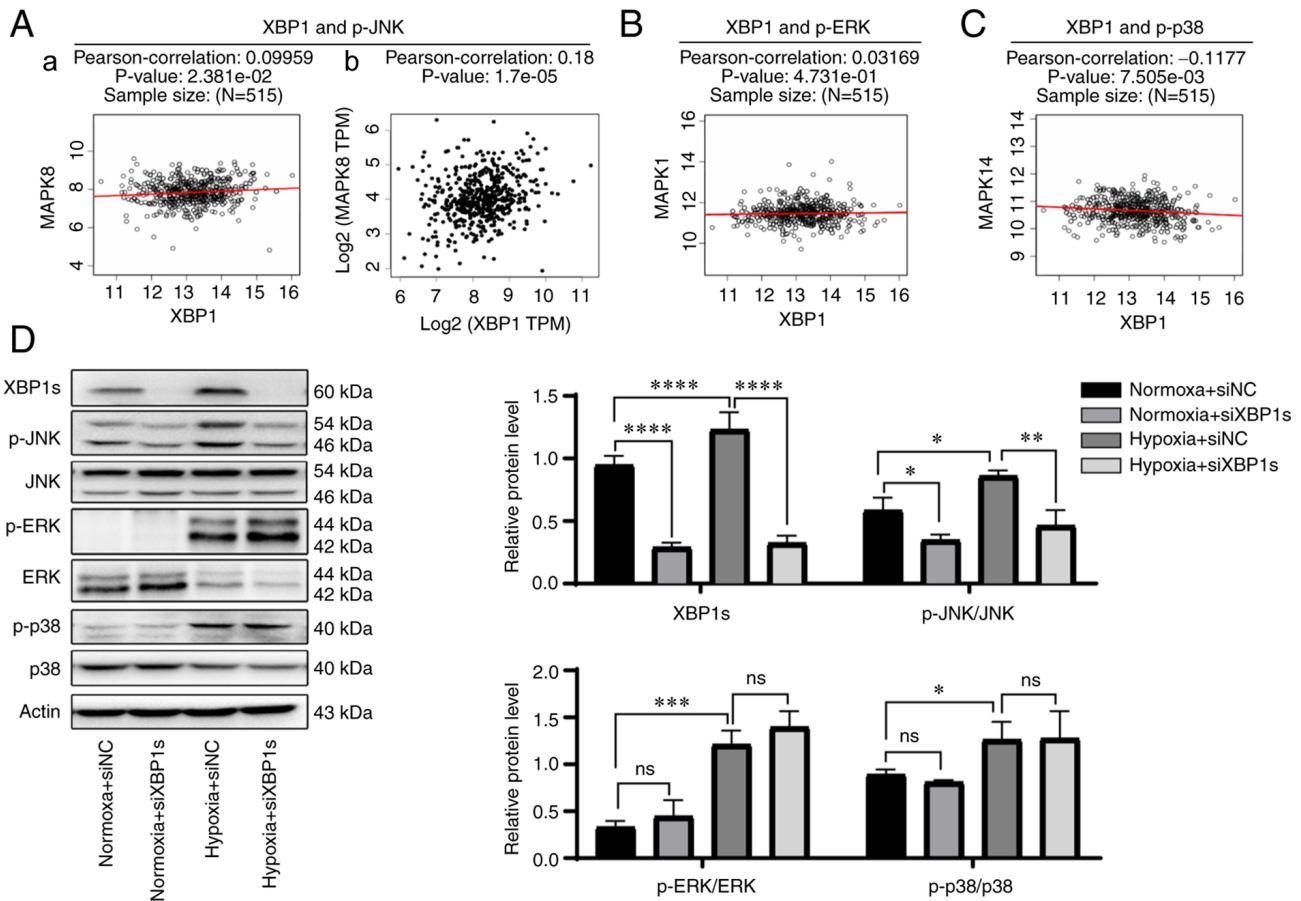 A
XBP1 and p-JNK
a
Pearson-correlation: 0.09959
P-value: 2.381e-02
Sample size: (N=515)
MAPK8
10
8
6
4
11 12 13 14 15 16
XBP1
b
Pearson-correlation: 0.18
P-value: 1.7e-05
Log2 (MAPK8 TPM)
6
5
4
3
2
6 7 8 9 10 11
Log2 (XBP1 TPM)
B
XBP1 and p-ERK
Pearson-correlation: 0.03169
P-value: 4.731e-01
Sample size: (N=515)
MAPK1
16
14
12
10
11 12 13 14 15 16
XBP1
C
XBP1 and p-p38
Pearson-correlation: −0.1177
P-value: 7.505e-03
Sample size: (N=515)
MAPK14
14
13
12
11
10
9
11 12 13 14 15 16
XBP1
D
XBP1s
60 kDa
p-JNK
54 kDa
46 kDa
JNK
54 kDa
46 kDa
p-ERK
44 kDa
42 kDa
ERK
44 kDa
42 kDa
p-p38
40 kDa
p38
40 kDa
Actin
43 kDa
Normoxa+siNC
Normoxia+siXBP1s
Hypoxia+siNC
Hypoxia+siXBP1s
Relative protein level
1.5
1.0
0.5
0.0
**** ****
****
* **
*
XBP1s
p-JNK/JNK
Normoxa+siNC
Normoxia+siXBP1s
Hypoxia+siNC
Hypoxia+siXBP1s
Relative protein level
2.0
1.5
1.0
0.5
0.0
ns
***
ns
ns
*
ns
p-ERK/ERK
p-p38/p38